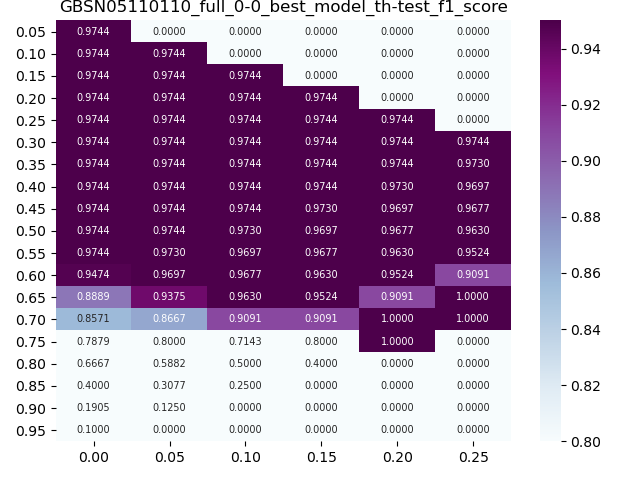 GBSN05110110_full_0-0_best_model_th-test_f1_score
0.05 0.9744 0.0000 0.0000 0.0000 0.0000 0.0000
0.10 0.9744 0.9744 0.0000 0.0000 0.0000 0.0000
0.15 0.9744 0.9744 0.9744 0.0000 0.0000 0.0000
0.20 0.9744 0.9744 0.9744 0.9744 0.0000 0.0000
0.25 0.9744 0.9744 0.9744 0.9744 0.9744 0.0000
0.30 0.9744 0.9744 0.9744 0.9744 0.9744 0.9744
0.35 0.9744 0.9744 0.9744 0.9744 0.9744 0.9730
0.40 0.9744 0.9744 0.9744 0.9744 0.9730 0.9697
0.45 0.9744 0.9744 0.9744 0.9730 0.9697 0.9677
0.50 0.9744 0.9744 0.9730 0.9697 0.9677 0.9630
0.55 0.9744 0.9730 0.9697 0.9677 0.9630 0.9524
0.60 0.9474 0.9697 0.9677 0.9630 0.9524 0.9091
0.65 0.8889 0.9375 0.9630 0.9524 0.9091 1.0000
0.70 0.8571 0.8667 0.9091 0.9091 1.0000 1.0000
0.75 0.7879 0.8000 0.7143 0.8000 1.0000 0.0000
0.80 0.6667 0.5882 0.5000 0.4000 0.0000 0.0000
0.85 0.4000 0.3077 0.2500 0.0000 0.0000 0.0000
0.90 0.1905 0.1250 0.0000 0.0000 0.0000 0.0000
0.95 0.1000 0.0000 0.0000 0.0000 0.0000 0.0000
0.00 0.05 0.10 0.15 0.20 0.25
0.94
0.92
0.90
0.88
0.86
0.84
0.82
0.80